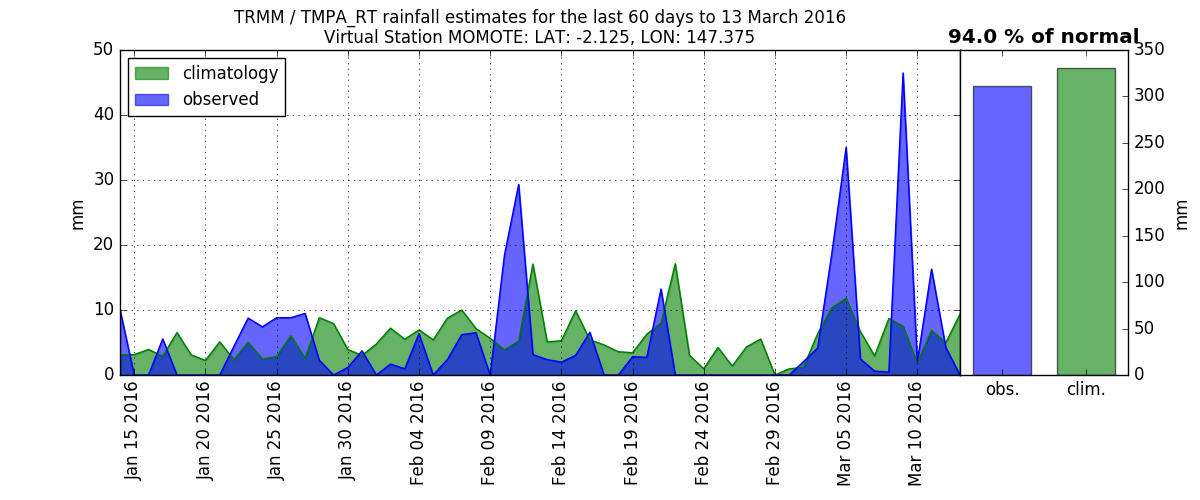 TRMM / TMPA_RT rainfall estimates for the last 60 days to 13 March 2016
Virtual Station MOMOTE: LAT: -2.125, LON: 147.375
94.0 % of normal
climatology
observed
50
40
30
20
10
0
mm
Jan 15 2016
Jan 20 2016
Jan 25 2016
Jan 30 2016
Feb 04 2016
Feb 09 2016
Feb 14 2016
Feb 19 2016
Feb 24 2016
Feb 29 2016
Mar 05 2016
Mar 10 2016
obs.
clim.
350
300
250
200
150
100
50
0
mm